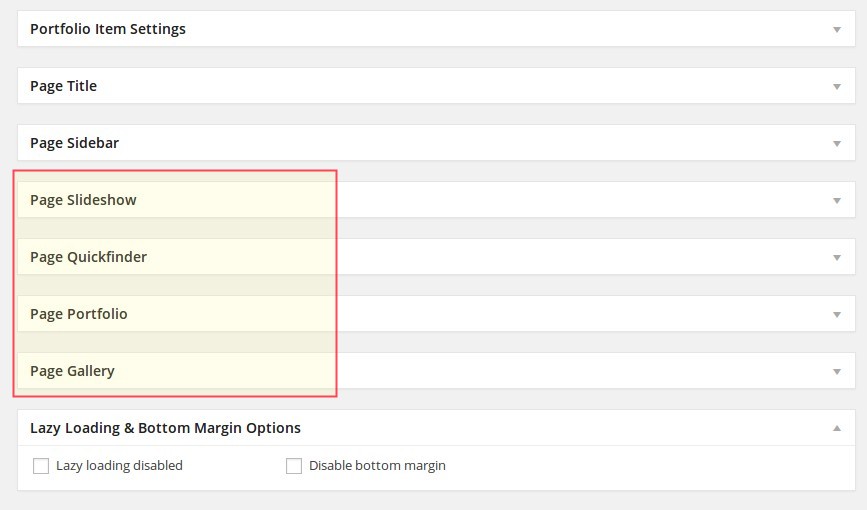 Portfolio Item Settings
Page Title
Page Sidebar
Page Slideshow
Page Quickfinder
Page Portfolio
Page Gallery
Lazy Loading & Bottom Margin Options
Lazy loading disabled Disable bottom margin